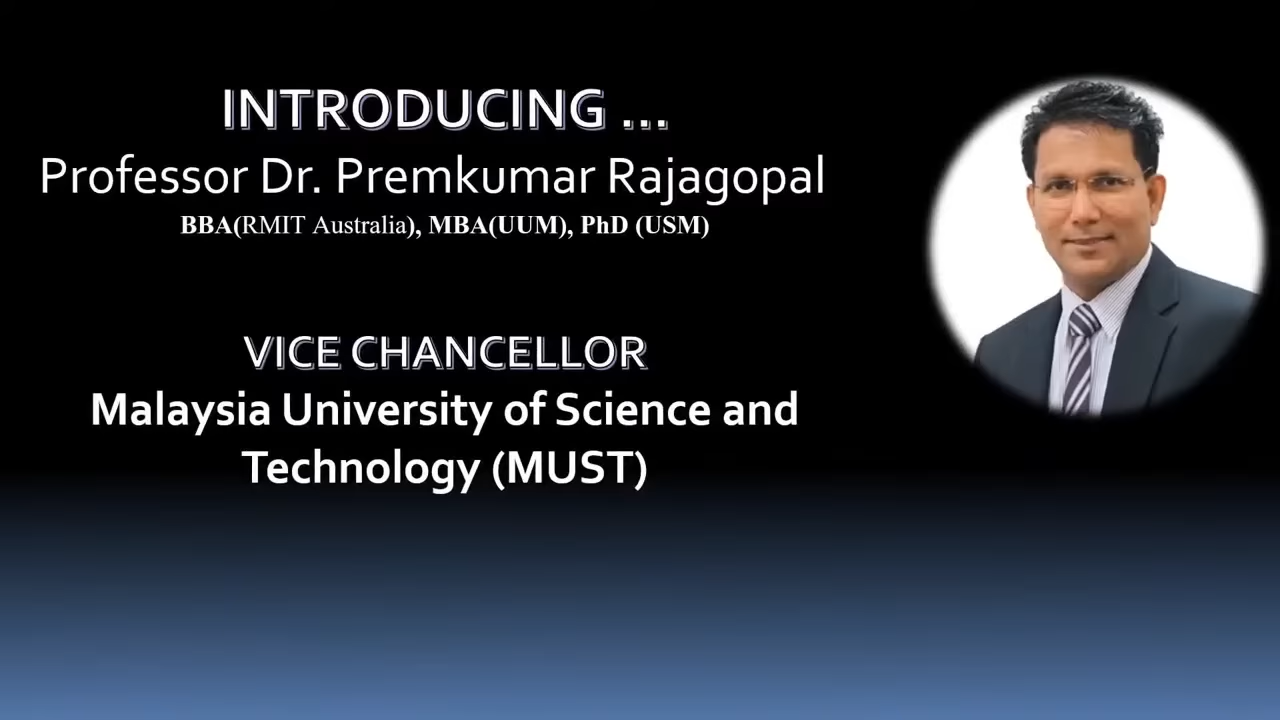 INTRODUCING ...
Professor Dr. Premkumar Rajagopal
BBA(RMIT Australia), MBA(UUM), PhD (USM)
VICE CHANCELLOR
Malaysia University of Science and
Technology (MUST)